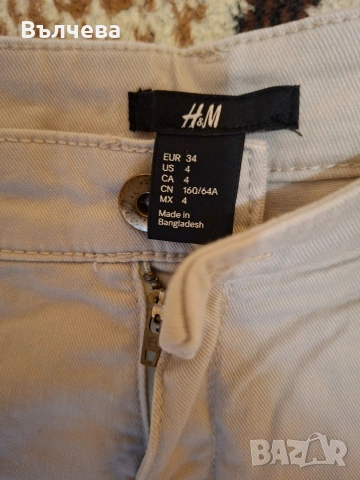 Вълчева
H&M
EUR 34
US 4
CA 4
CN 160/64A
MX 4
Made in
Bangladesh
BAZAR